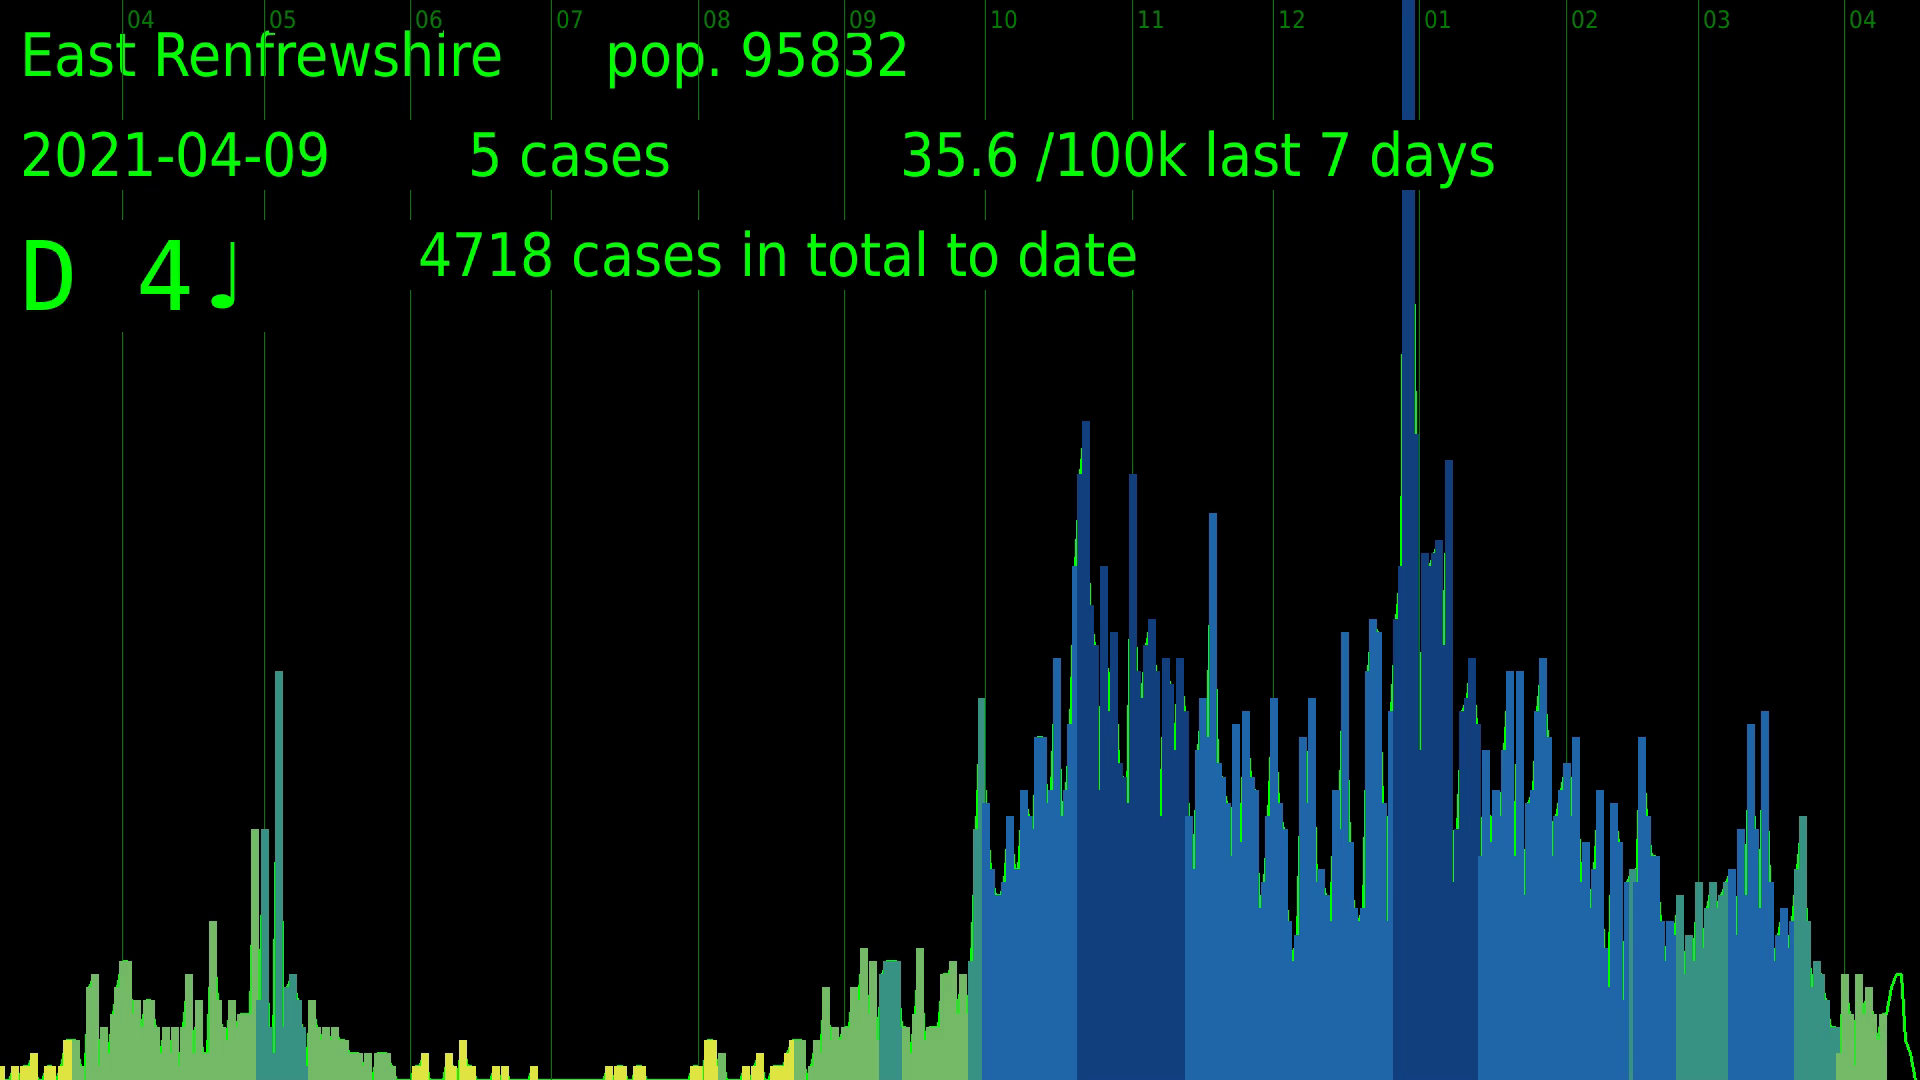 04 05 06 07 08 09 10 11 12 01 02 03 04
East Renfrewshire pop. 95832
2021-04-09 5 cases 35.6 /100k last 7 days
D 4♩ 4718 cases in total to date